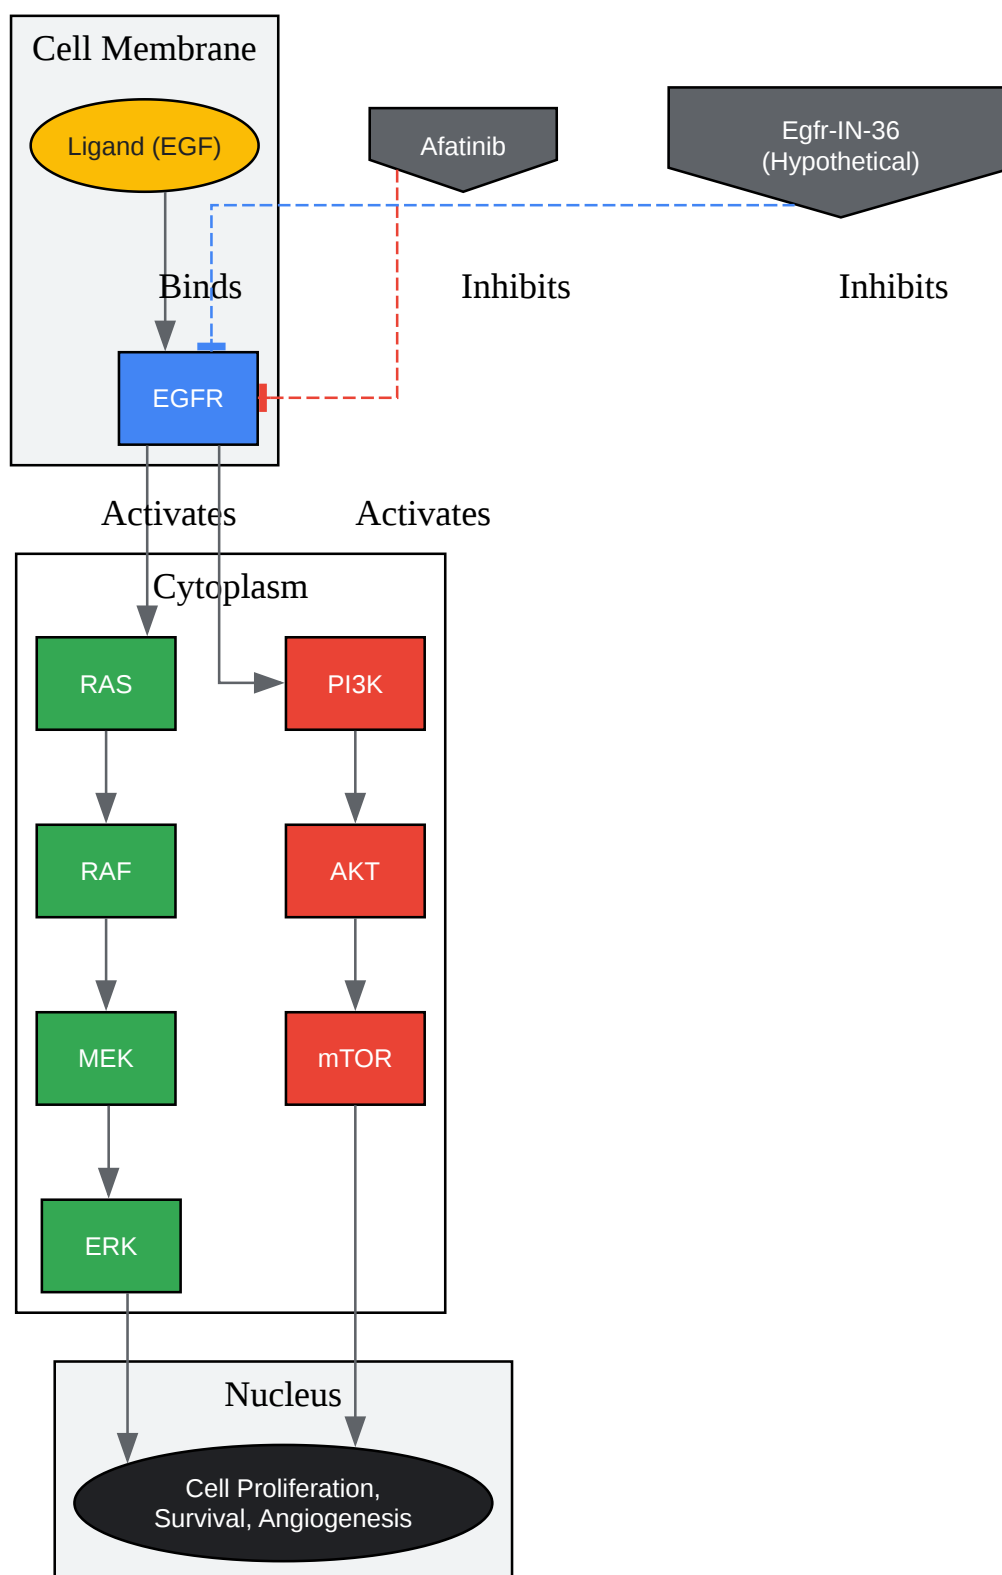 Cell Membrane
Ligand (EGF)
Afatinib
Egfr-IN-36
(Hypothetical)
Binds
Inhibits
Inhibits
EGFR
Activates
Activates
Cytoplasm
RAS
PI3K
RAF
AKT
MEK
mTOR
ERK
Nucleus
Cell Proliferation,
Survival, Angiogenesis